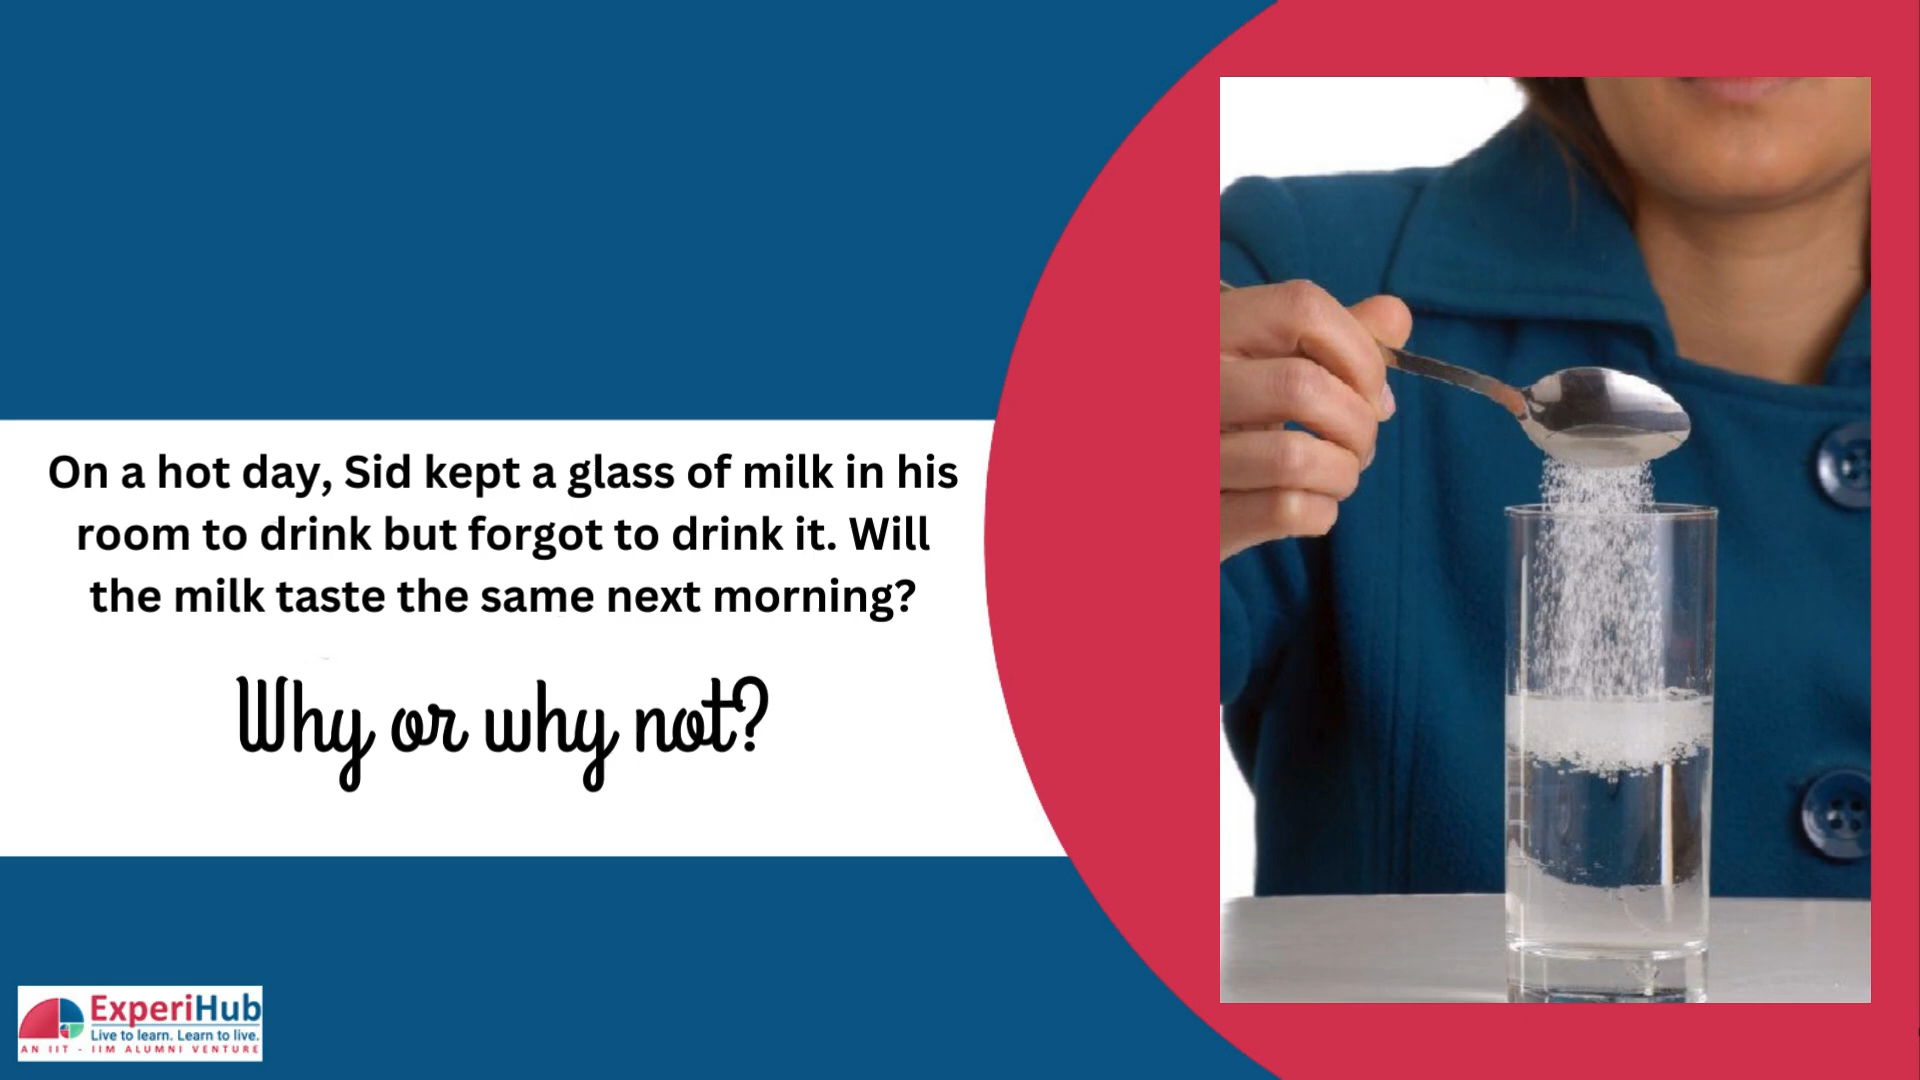 On a hot day, Sid kept a glass of milk in his
room to drink but forgot to drink it. Will
the milk taste the same next morning?
Why or why not?
ExperiHub
Live to learn. Learn to live.
AN IIT - IIM ALUMNI VENTURE